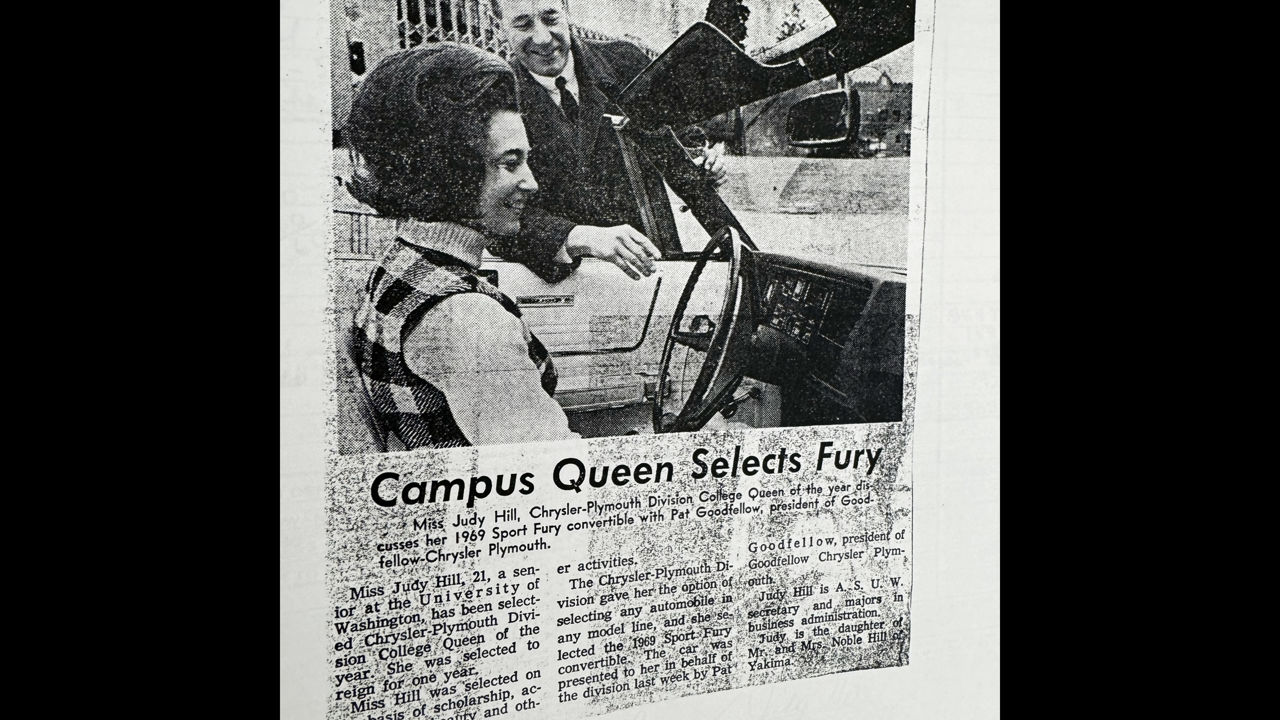 Campus Queen Selects Fury
Miss Judy Hill, Chrysler-Plymouth Division College Queen of the year dis-
cusses her 1969 Sport Fury convertible with Pat Goodfellow, president of Good-
fellow-Chrysler Plymouth.
Miss Judy Hill, 21, a sen-
ior at the University of
Washington, has been select-
ed Chrysler-Plymouth Divi-
sion College Queen of the
year. She was selected to
reign for one year.
Miss Hill was selected on
basis of scholarship, ac-
and oth-
er activities.
The Chrysler-Plymouth Di-
vision gave her the option of
selecting any automobile in
any model line, and she se-
lected the 1969 Sport Fury
convertible. The car was
presented to her in behalf of
the division last week by Pat
Goodfellow, president of
Goodfellow Chrysler Plym-
outh.
Judy Hill is A. S. U. W.
secretary and majors in
business administration.
Judy is the daughter of
Mr. and Mrs. Noble Hill of
Yakima.